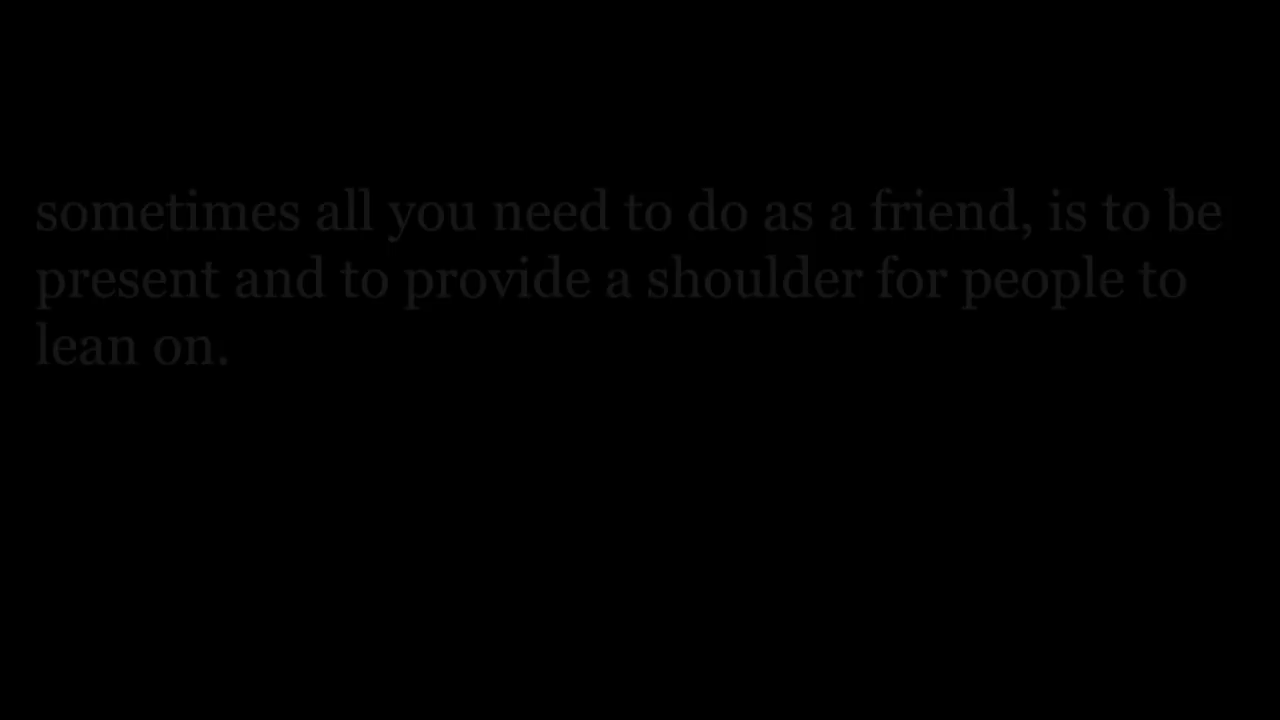 sometimes all you need to do as a friend, is to be
present and to provide a shoulder for people to
lean on.